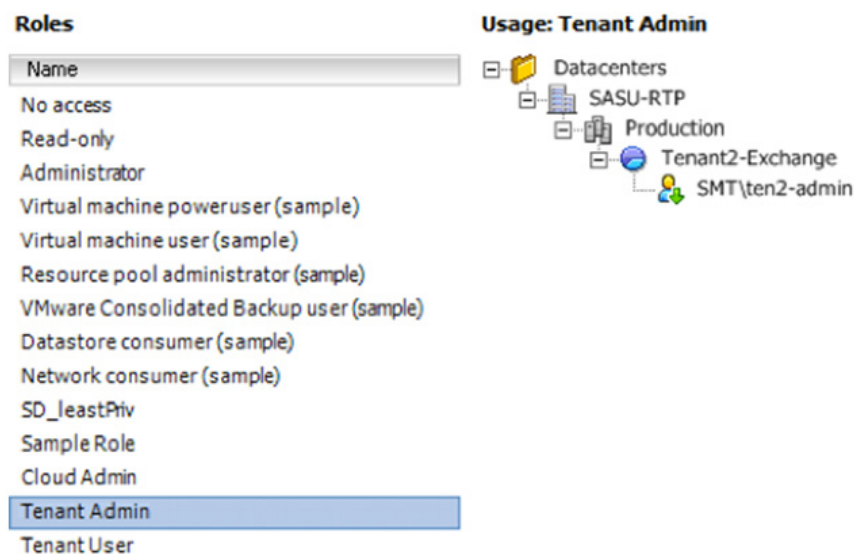 Roles
Name
No access
Read-only
Administrator
Virtual machine power user (sample)
Virtual machine user (sample)
Resource pool administrator (sample)
VMware Consolidated Backup user (sample)
Datastore consumer (sample)
Network consumer (sample)
SD_leastPriv
Sample Role
Cloud Admin
Tenant Admin
Tenant User
Usage: Tenant Admin
Datacenters
SASU-RTP
Production
Tenant2-Exchange
SMT\ten2-admin